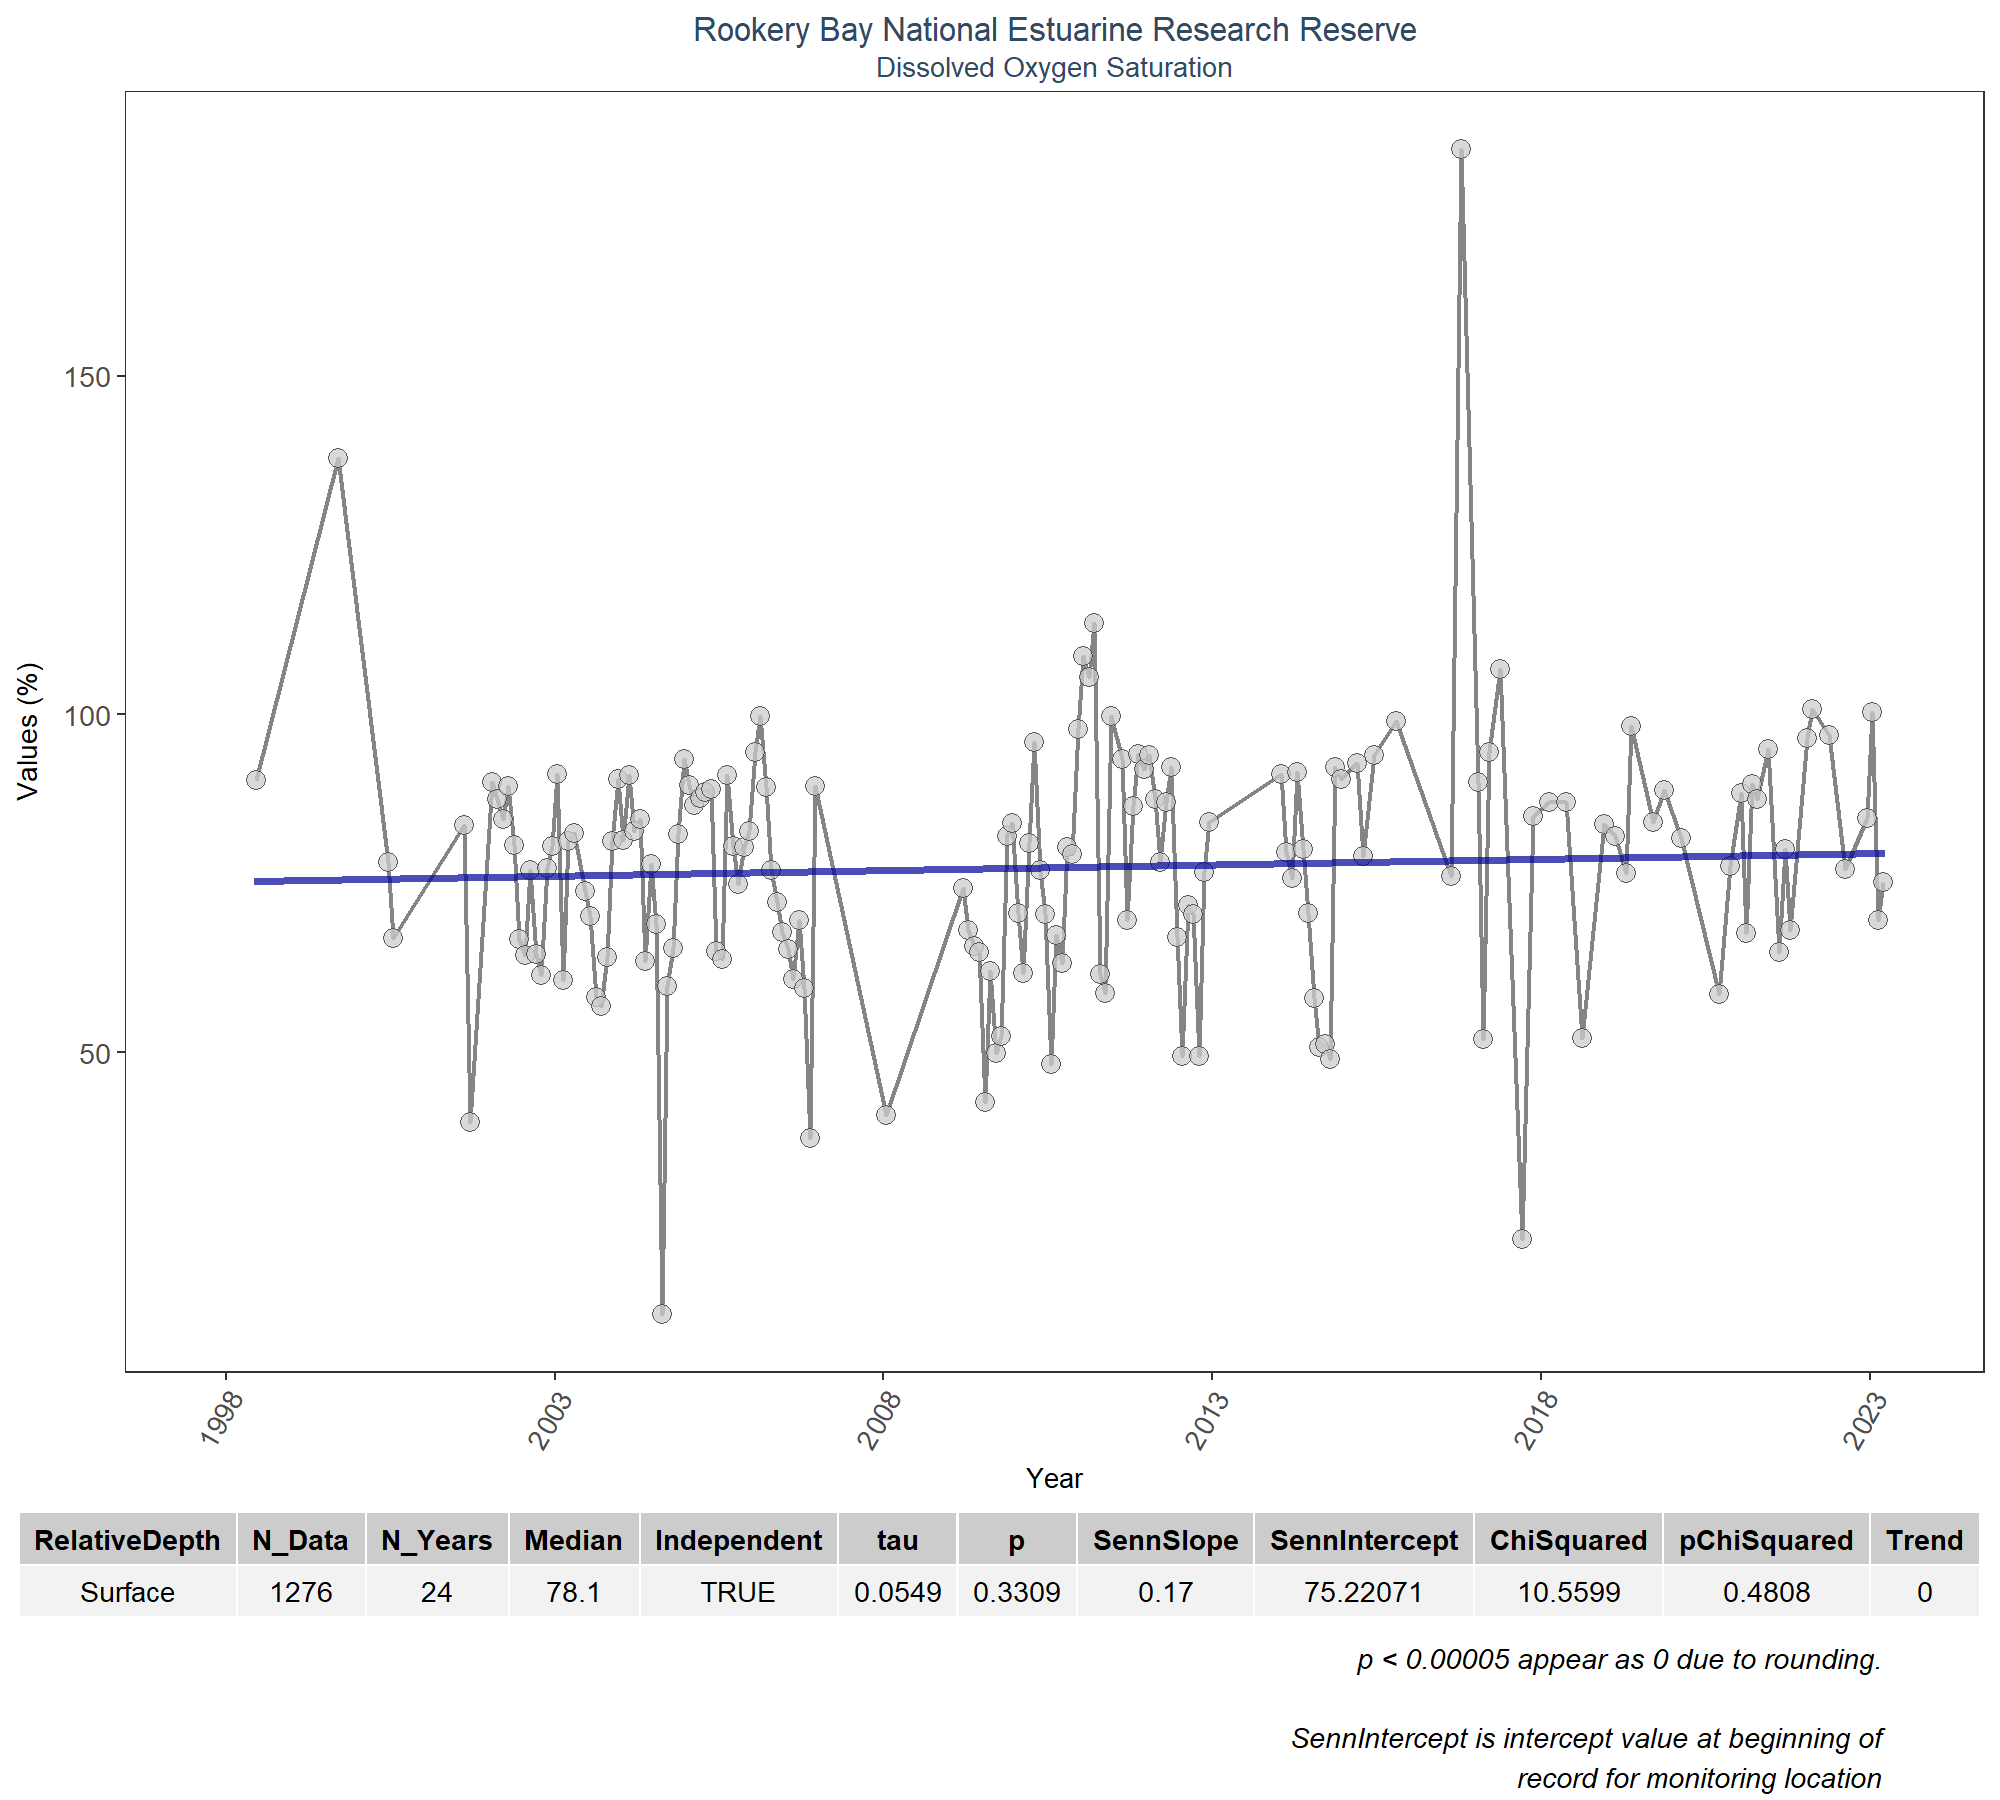 Rookery Bay National Estuarine Research Reserve
Dissolved Oxygen Saturation
Values (%)
150
100
50
1998 2003 2008 2013 2018 2023
Year
RelativeDepth N_Data N_Years Median Independent tau p SennSlope SennIntercept ChiSquared pChiSquared Trend
Surface 1276 24 78.1 TRUE 0.0549 0.3309 0.17 75.22071 10.5599 0.4808 0
p < 0.00005 appear as 0 due to rounding.
SennIntercept is intercept value at beginning of
record for monitoring location